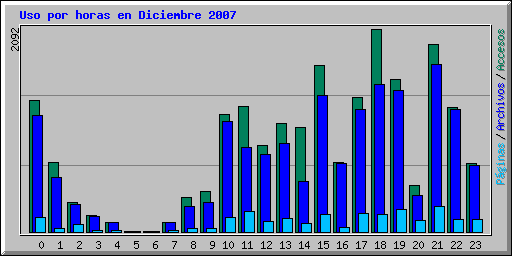 Uso por horas en Diciembre 2007
2092
Páginas / Archivos / Accesos
0 1 2 3 4 5 6 7 8 9 10 11 12 13 14 15 16 17 18 19 20 21 22 23